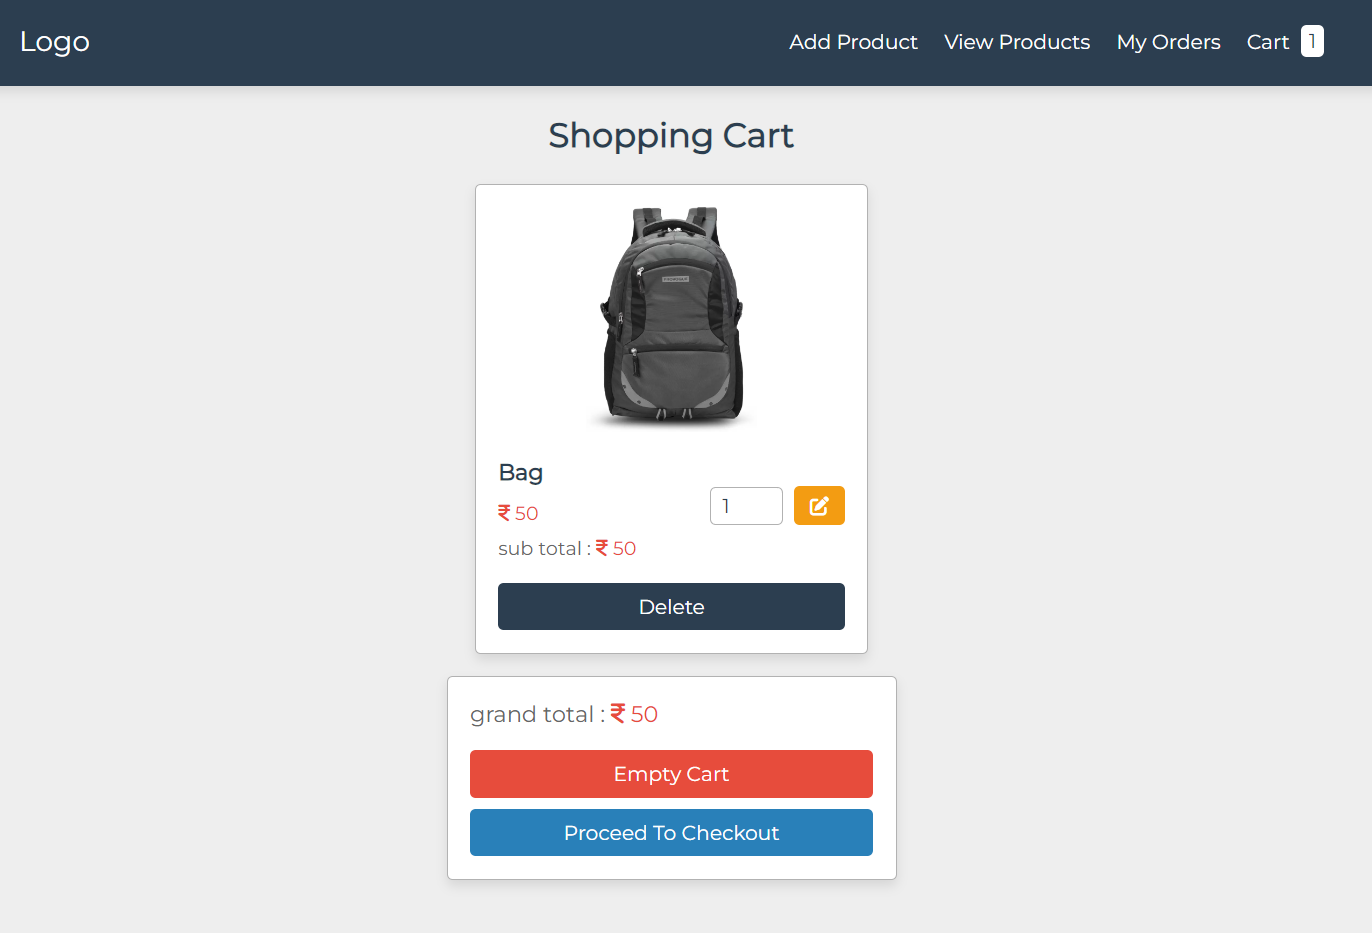 Logo
Add Product View Products My Orders Cart 1
Shopping Cart
Bag
₹ 50
1
sub total : ₹ 50
Delete
grand total : ₹ 50
Empty Cart
Proceed To Checkout